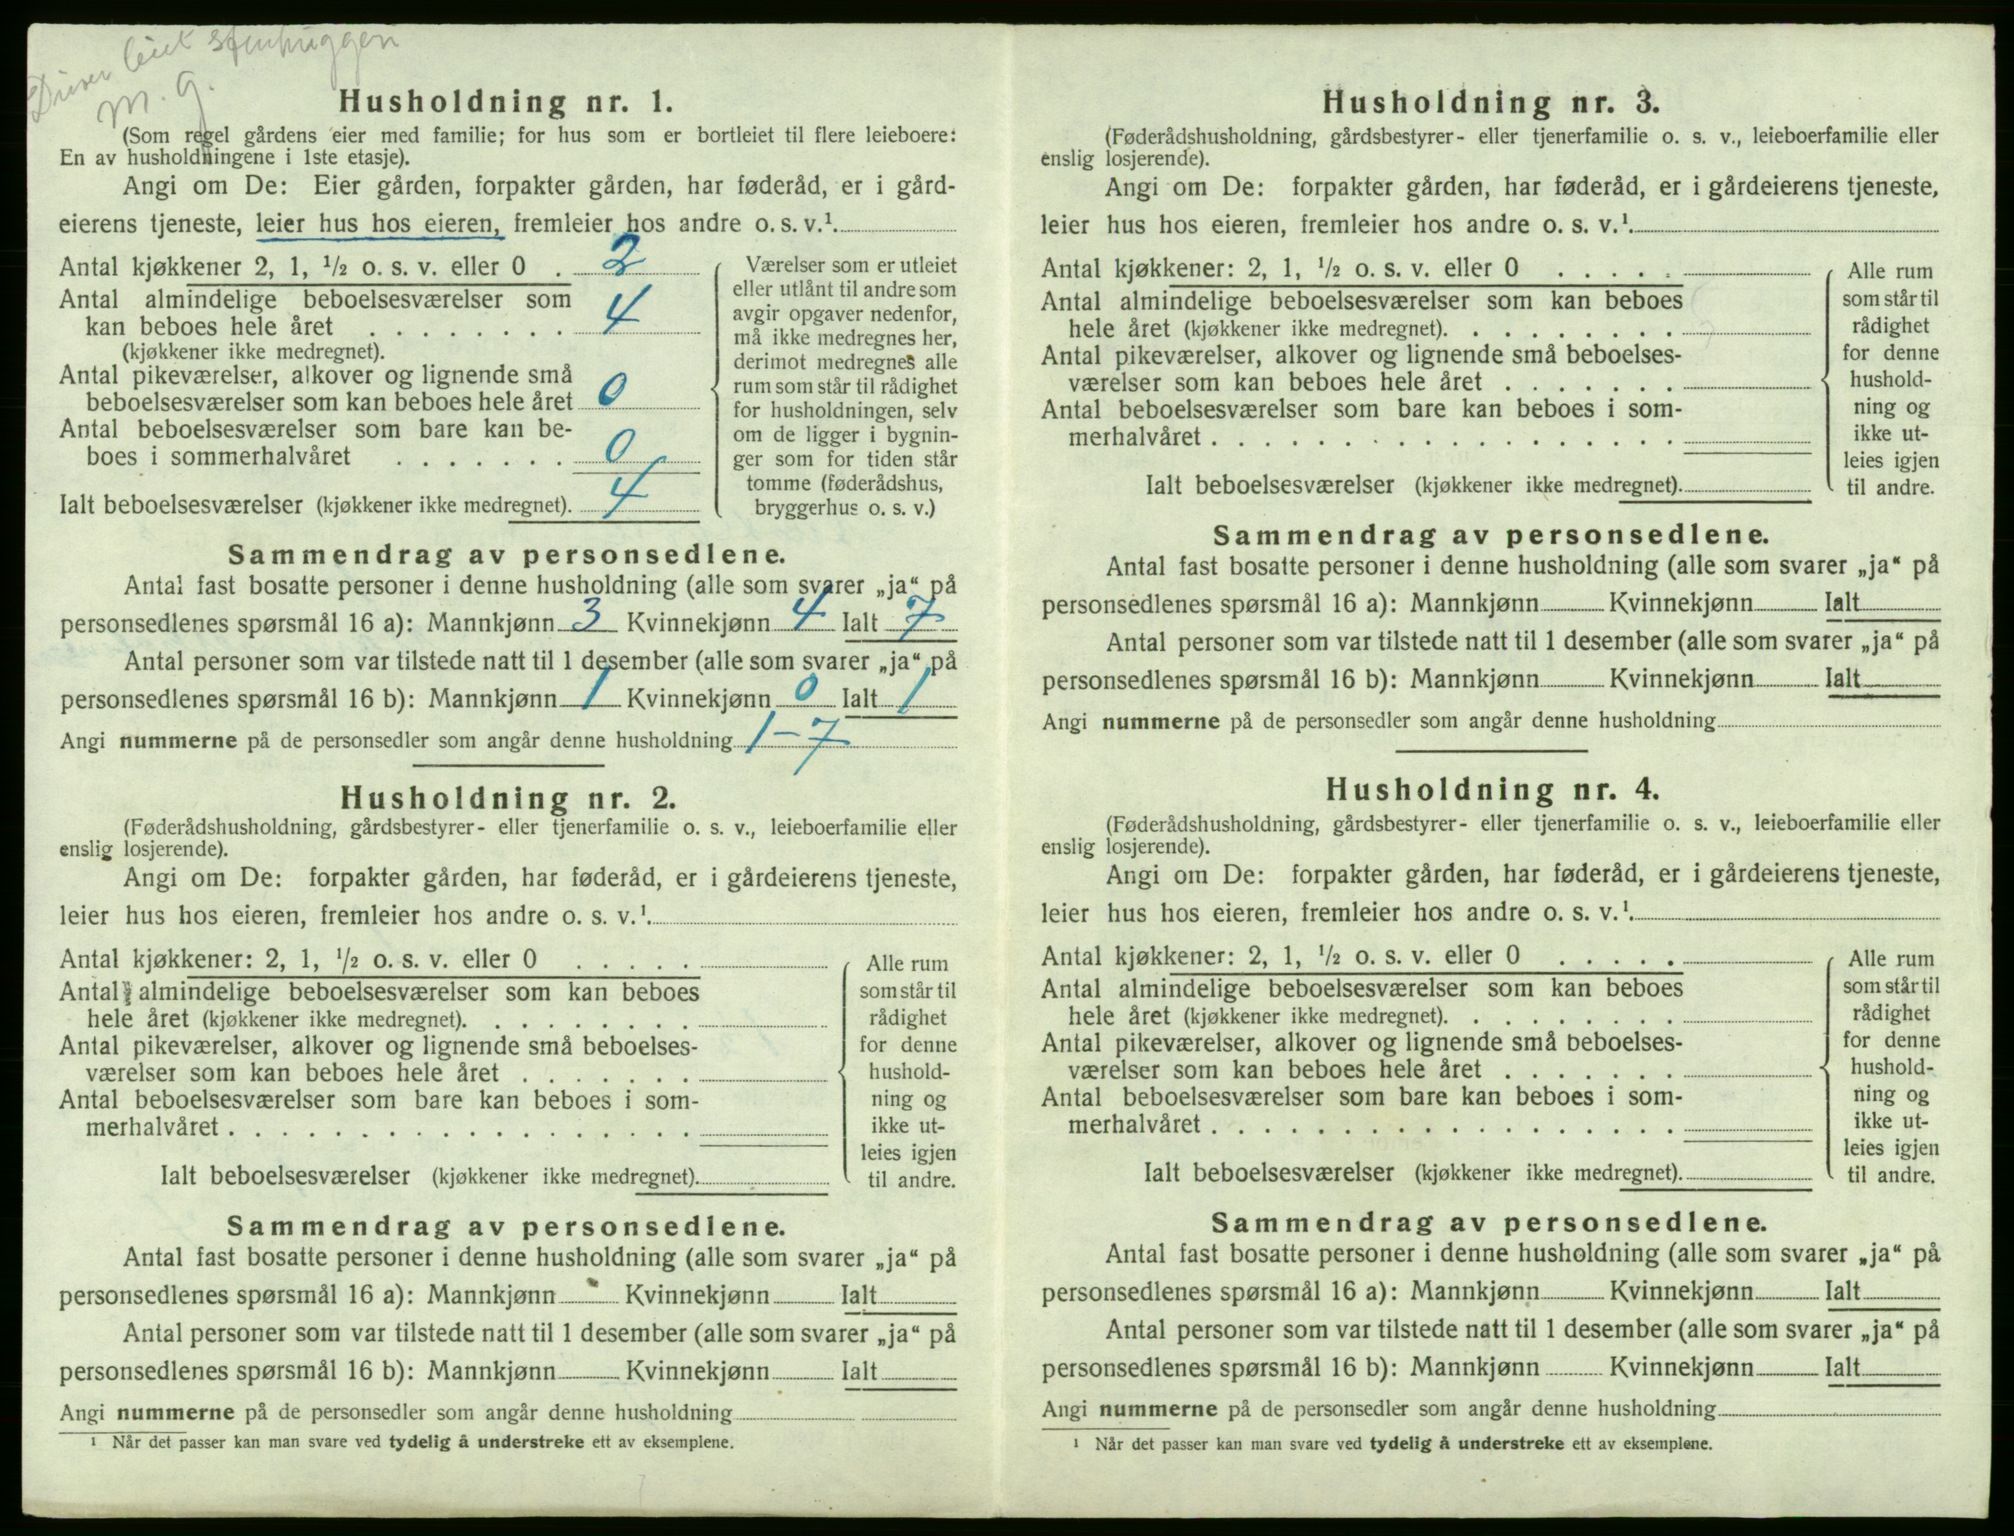 Driver leiet stenhuggeri
M. G.
Husholdning nr. 1.
(Som regel gårdens eier med familie; for hus som er bortleiet til flere leieboere:
En av husholdningene i 1ste etasje).
Angi om De: Eier gården, forpakter gården, har føderåd, er i gård-
eierens tjeneste, leier hus hos eieren, fremleier hos andre o. s. v.¹
Antal kjøkkener 2, 1, ½ o. s. v. eller 0 . 2
Antal almindelige beboelsesværelser som
kan beboes hele året . . . . . . . . 4
(kjøkkener ikke medregnet).
Antal pikeværelser, alkover og lignende små
beboelsesværelser som kan beboes hele året 0
Antal beboelsesværelser som bare kan be-
boes i sommerhalvåret . . . . . . . 0
Ialt beboelsesværelser (kjøkkener ikke medregnet). 4
Værelser som er utleiet
eller utlånt til andre som
avgir opgaver nedenfor,
må ikke medregnes her,
derimot medregnes alle
rum som står til rådighet
for husholdningen, selv
om de ligger i bygnin-
ger som for tiden står
tomme (føderådshus,
bryggerhus o. s. v.)
Sammendrag av personsedlene.
Antal fast bosatte personer i denne husholdning (alle som svarer „ja“ på
personsedlenes spørsmål 16 a): Mannkjønn 3 Kvinnekjønn 4 Ialt 7
Antal personer som var tilstede natt til 1 desember (alle som svarer „ja“ på
personsedlenes spørsmål 16 b): Mannkjønn 1 Kvinnekjønn 0 Ialt 1
Angi nummerne på de personsedler som angår denne husholdning 1-7
Husholdning nr. 2.
(Føderådshusholdning, gårdsbestyrer- eller tjenerfamilie o. s. v., leieboerfamilie eller
enslig losjerende).
Angi om De: forpakter gården, har føderåd, er i gårdeierens tjeneste,
leier hus hos eieren, fremleier hos andre o. s. v.¹
Antal kjøkkener: 2, 1, ½ o. s. v. eller 0 . . . . .
Antal almindelige beboelsesværelser som kan beboes
hele året (kjøkkener ikke medregnet). . . . . . . . .
Antal pikeværelser, alkover og lignende små beboelses-
værelser som kan beboes hele året . . . . . . .
Antal beboelsesværelser som bare kan beboes i som-
merhalvåret . . . . . . . . . . . . . . . . . .
Ialt beboelsesværelser (kjøkkener ikke medregnet).
Alle rum
som står til
rådighet
for denne
hushold-
ning og
ikke ut-
leies igjen
til andre.
Sammendrag av personsedlene.
Antal fast bosatte personer i denne husholdning (alle som svarer „ja“ på
personsedlenes spørsmål 16 a): Mannkjønn Kvinnekjønn Ialt
Antal personer som var tilstede natt til 1 desember (alle som svarer „ja“ på
personsedlenes spørsmål 16 b): Mannkjønn Kvinnekjønn Ialt
Angi nummerne på de personsedler som angår denne husholdning
¹ Når det passer kan man svare ved tydelig å understreke ett av eksemplene.
Husholdning nr. 3.
(Føderådshusholdning, gårdsbestyrer- eller tjenerfamilie o. s. v., leieboerfamilie eller
enslig losjerende).
Angi om De: forpakter gården, har føderåd, er i gårdeierens tjeneste,
leier hus hos eieren, fremleier hos andre o. s. v.¹
Antal kjøkkener: 2, 1, ½ o. s. v. eller 0 . . . . .
Antal almindelige beboelsesværelser som kan beboes
hele året (kjøkkener ikke medregnet). . . . . . . . .
Antal pikeværelser, alkover og lignende små beboelses-
værelser som kan beboes hele året . . . . . . .
Antal beboelsesværelser som bare kan beboes i som-
merhalvåret . . . . . . . . . . . . . . . . . .
Ialt beboelsesværelser (kjøkkener ikke medregnet).
Alle rum
som står til
rådighet
for denne
hushold-
ning og
ikke ut-
leies igjen
til andre.
Sammendrag av personsedlene.
Antal fast bosatte personer i denne husholdning (alle som svarer „ja“ på
personsedlenes spørsmål 16 a): Mannkjønn Kvinnekjønn Ialt
Antal personer som var tilstede natt til 1 desember (alle som svarer „ja“ på
personsedlenes spørsmål 16 b): Mannkjønn Kvinnekjønn Ialt
Angi nummerne på de personsedler som angår denne husholdning
Husholdning nr. 4.
(Føderådshusholdning, gårdsbestyrer- eller tjenerfamilie o. s. v., leieboerfamilie eller
enslig losjerende).
Angi om De: forpakter gården, har føderåd, er i gårdeierens tjeneste,
leier hus hos eieren, fremleier hos andre o. s. v.¹
Antal kjøkkener: 2, 1, ½ o. s. v. eller 0 . . . . .
Antal almindelige beboelsesværelser som kan beboes
hele året (kjøkkener ikke medregnet). . . . . . . . .
Antal pikeværelser, alkover og lignende små beboelses-
værelser som kan beboes hele året . . . . . . .
Antal beboelsesværelser som bare kan beboes i som-
merhalvåret . . . . . . . . . . . . . . . . . .
Ialt beboelsesværelser (kjøkkener ikke medregnet).
Alle rum
som står til
rådighet
for denne
hushold-
ning og
ikke ut-
leies igjen
til andre.
Sammendrag av personsedlene.
Antal fast bosatte personer i denne husholdning (alle som svarer „ja“ på
personsedlenes spørsmål 16 a): Mannkjønn Kvinnekjønn Ialt
Antal personer som var tilstede natt til 1 desember (alle som svarer „ja“ på
personsedlenes spørsmål 16 b): Mannkjønn Kvinnekjønn Ialt
Angi nummerne på de personsedler som angår denne husholdning
¹ Når det passer kan man svare ved tydelig å understreke ett av eksemplene.